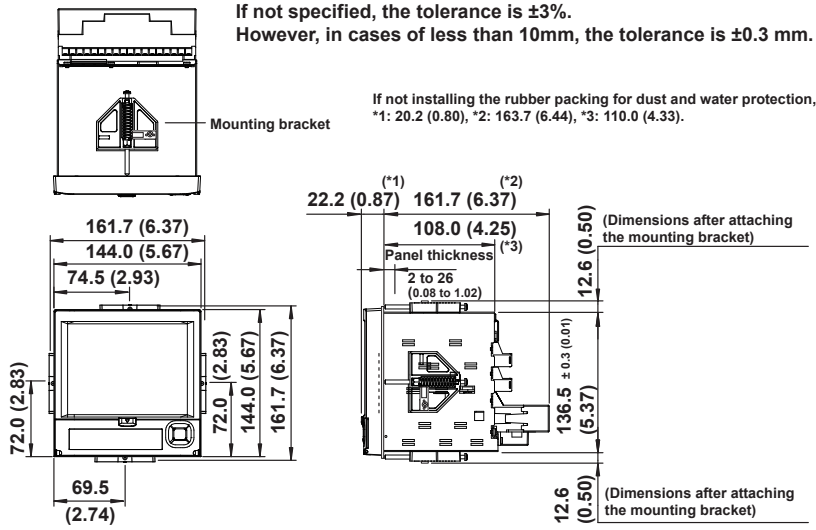 If not specified, the tolerance is ±3%.
However, in cases of less than 10mm, the tolerance is ±0.3 mm.
If not installing the rubber packing for dust and water protection,
*1: 20.2 (0.80), *2: 163.7 (6.44), *3: 110.0 (4.33).
Mounting bracket
161.7 (6.37)
144.0 (5.67)
74.5 (2.93)
72.0 (2.83)
72.0 (2.83)
144.0 (5.67)
161.7 (6.37)
69.5
(2.74)
(*1)
(*2)
22.2 (0.87)
161.7 (6.37)
108.0 (4.25)
(*3)
Panel thickness
2 to 26
(0.08 to 1.02)
12.6 (0.50)
(Dimensions after attaching
the mounting bracket)
136.5 ± 0.3 (0.01)
(5.37)
12.6
(0.50)
(Dimensions after attaching
the mounting bracket)